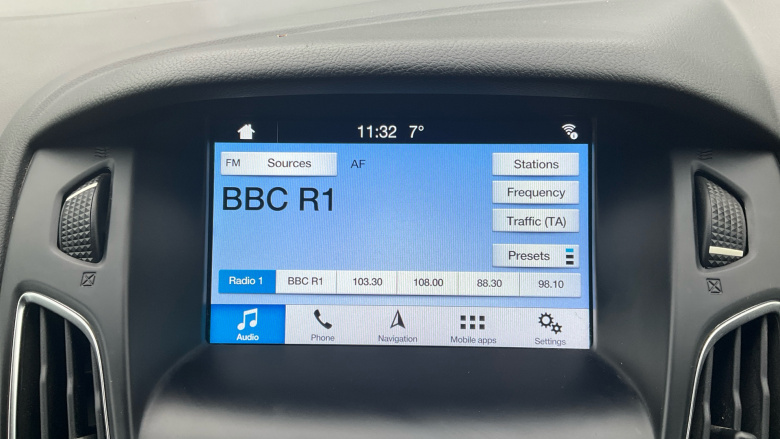 11:32 7°
FM Sources AF Stations
BBC R1
Frequency
Traffic (TA)
Presets
Radio 1 BBC R1 103.30 108.00 88.30 98.10
Audio Phone Navigation Mobile apps Settings